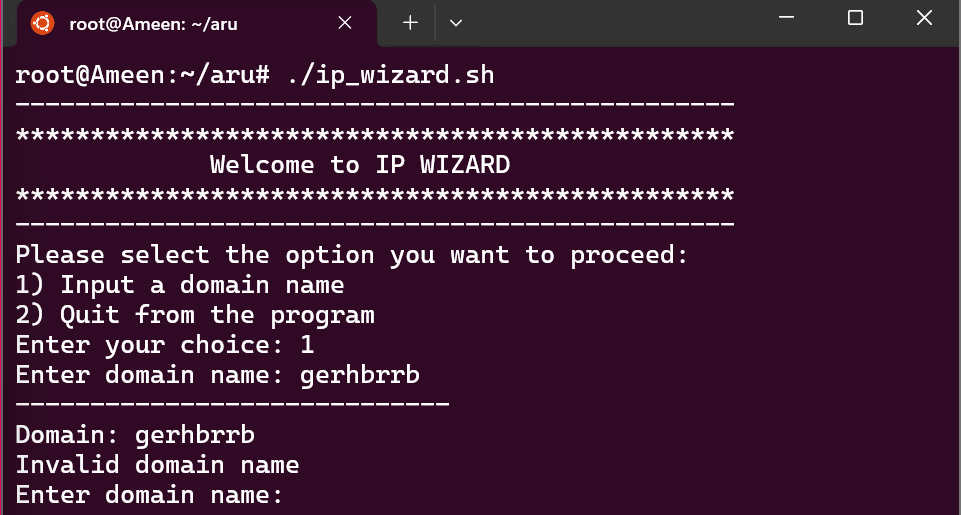 root@Ameen: ~/aru
root@Ameen:~/aru# ./ip_wizard.sh
------------------------------------------------
************************************************
             Welcome to IP WIZARD
************************************************
------------------------------------------------
Please select the option you want to proceed:
1) Input a domain name
2) Quit from the program
Enter your choice: 1
Enter domain name: gerhbrrb
-----------------------------
Domain: gerhbrrb
Invalid domain name
Enter domain name: